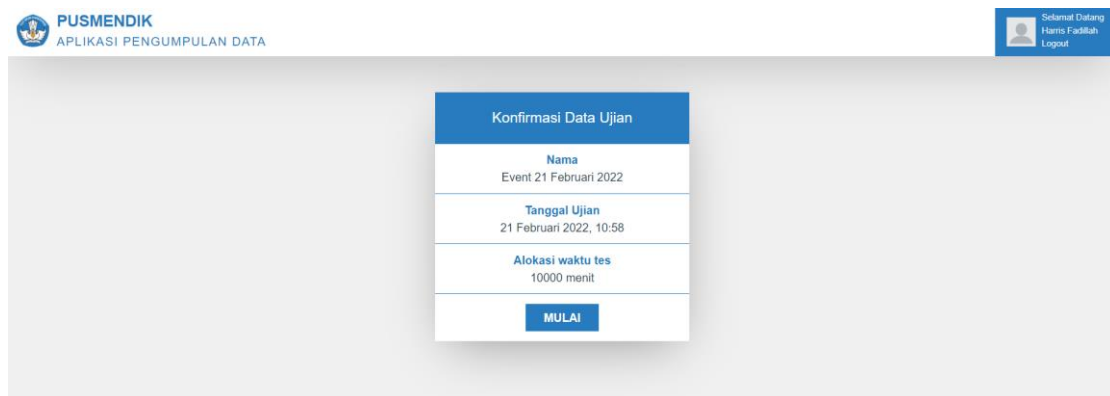 PUSMENDIK
APLIKASI PENGUMPULAN DATA
Selamat Datang
Harris Fadillah
Logout
Konfirmasi Data Ujian
Nama
Event 21 Februari 2022
Tanggal Ujian
21 Februari 2022, 10:58
Alokasi waktu tes
10000 menit
MULAI